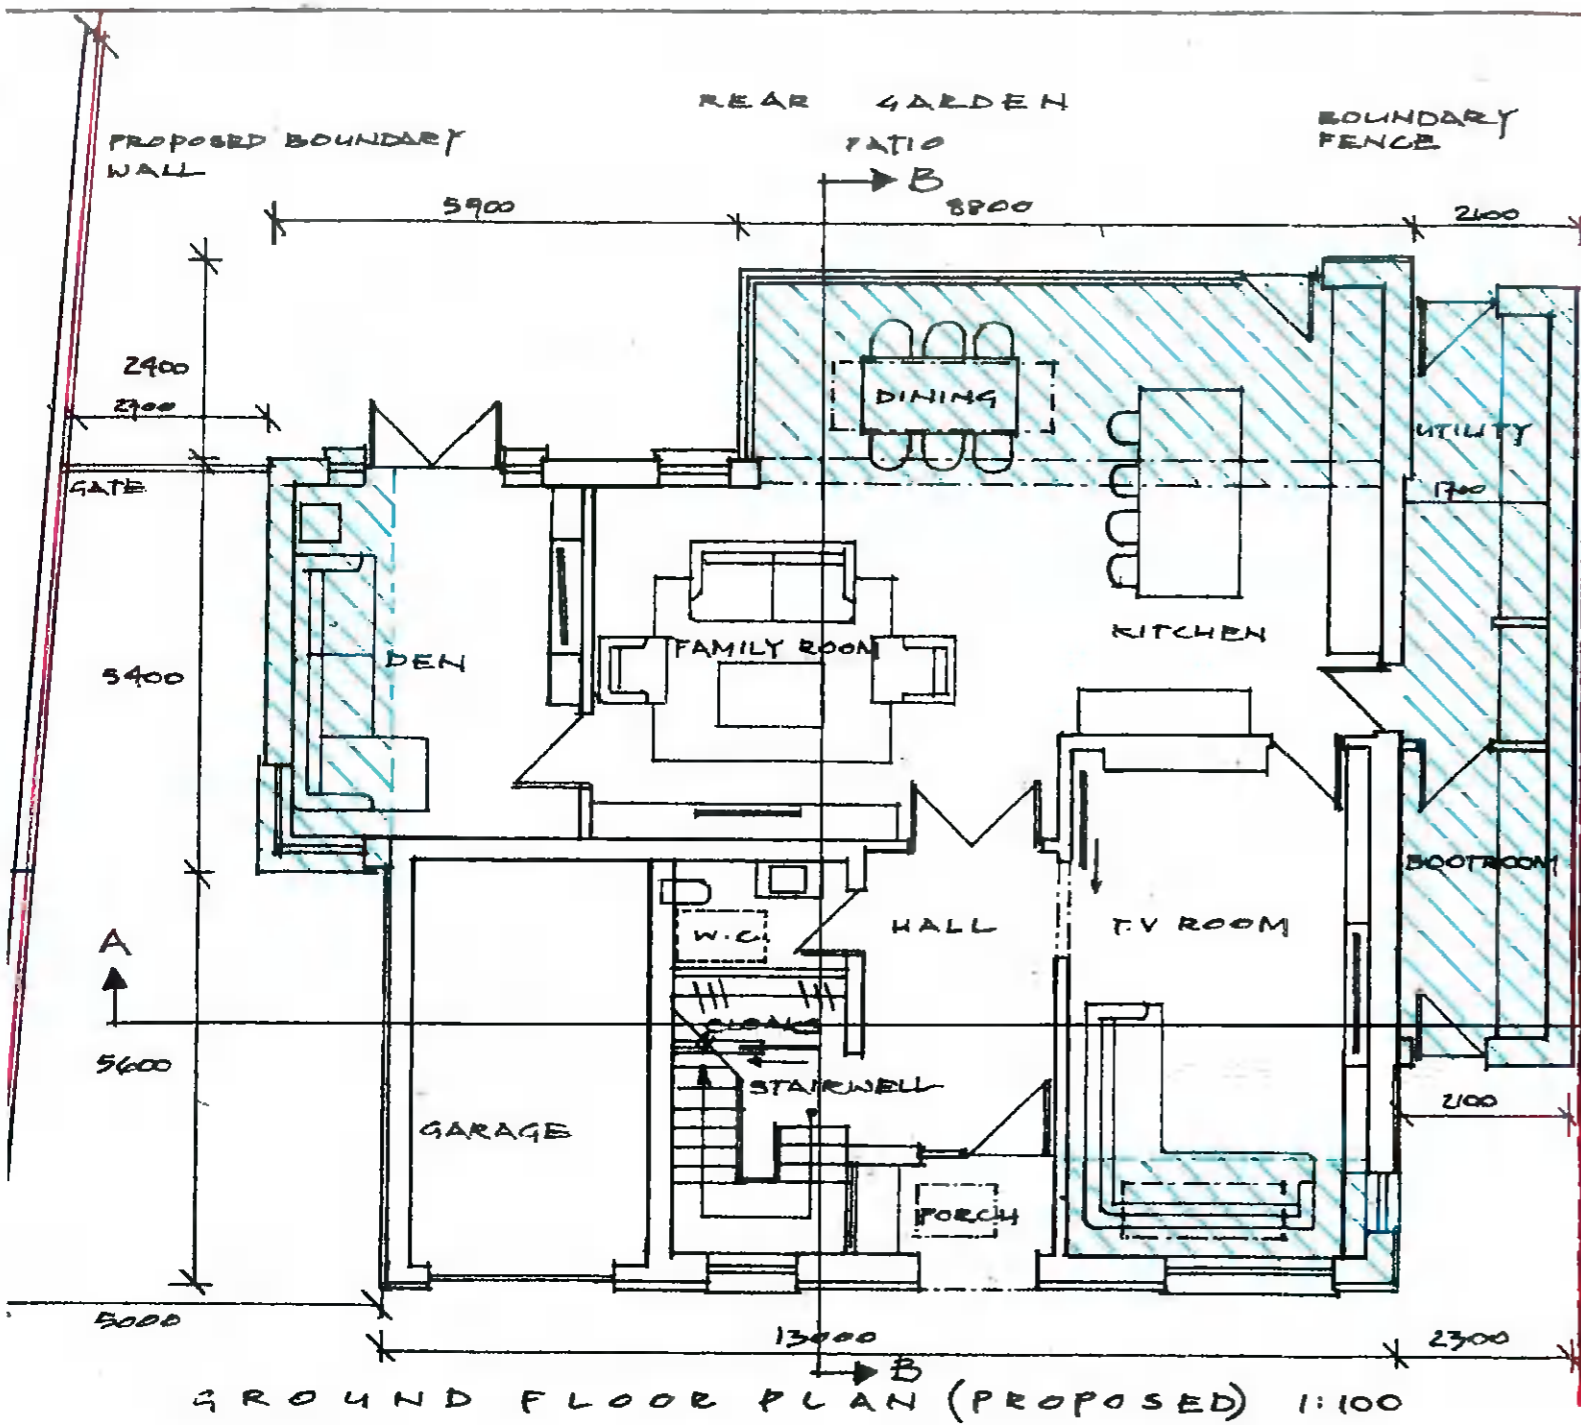 REAR GARDEN
PROPOSED BOUNDARY
WALL
PATIO
BOUNDARY
FENCE
B
5900
8800
2100
2400
2900
DINING
UTILITY
GATE
1700
KITCHEN
FAMILY ROOM
DEN
5400
BOOTROOM
HALL
T.V ROOM
W.C.
A
CLOAKS
5600
STAIRWELL
2100
GARAGE
PORCH
5000
13000
2300
B
GROUND FLOOR PLAN (PROPOSED) 1:100